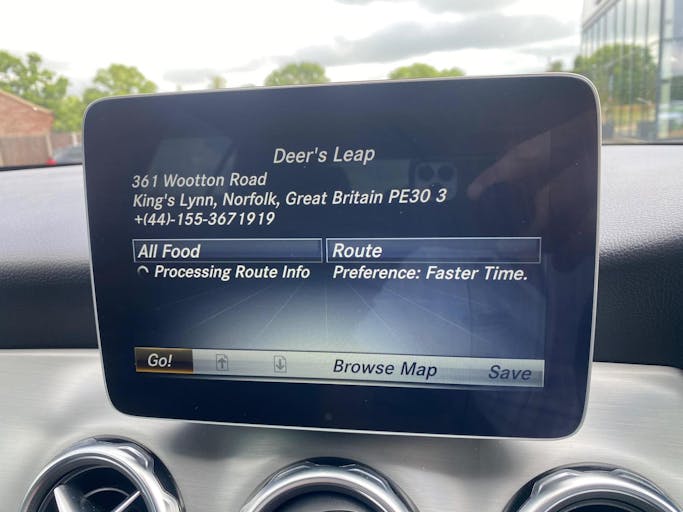 Deer's Leap
361 Wootton Road
King's Lynn, Norfolk, Great Britain PE30 3
+(44)-155-3671919
All Food
Route
Processing Route Info
Preference: Faster Time.
Go!
Browse Map
Save